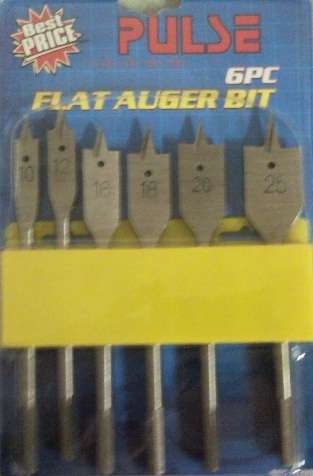 Best
PRICE
PULSE
6PC
FLAT AUGER BIT
10
12
16
18
20
25